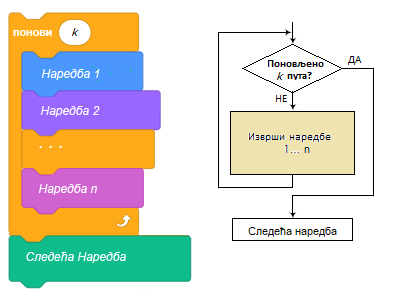 понови k
Наредба 1
Наредба 2
. . .
Наредба n
Следећа Наредба
Поновљено
k пута?
ДА
НЕ
Изврши наредбе
1... n
Следећа наредба